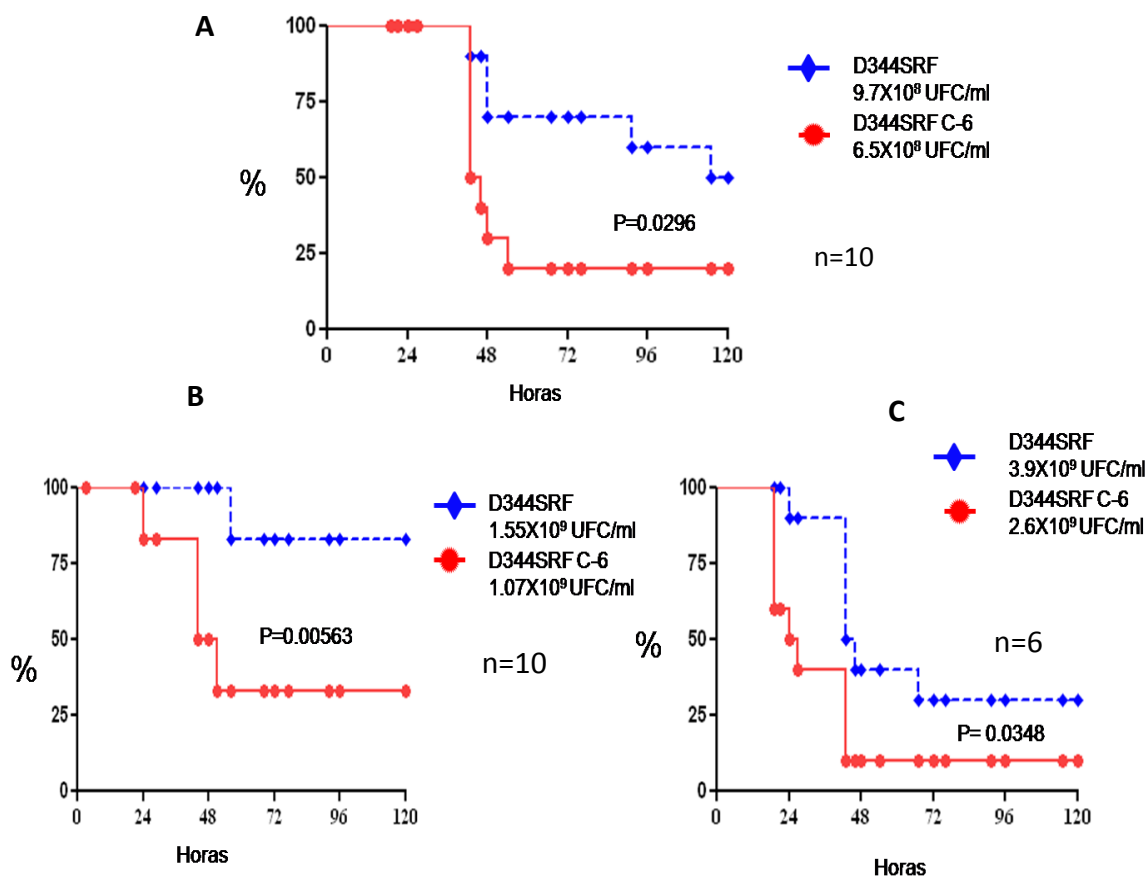 A
100
75
50
25
0
%
0 24 48 72 96 120
Horas
D344SRF
9.7X10⁸ UFC/ml
D344SRF C-6
6.5X10⁸ UFC/ml
P=0.0296
n=10
B
100
75
50
25
0
%
0 24 48 72 96 120
Horas
D344SRF
1.55X10⁹ UFC/ml
D344SRF C-6
1.07X10⁹ UFC/ml
P=0.00563
n=10
C
D344SRF
3.9X10⁹ UFC/ml
D344SRF C-6
2.6X10⁹ UFC/ml
100
75
50
25
0
%
0 24 48 72 96 120
Horas
n=6
P= 0.0348